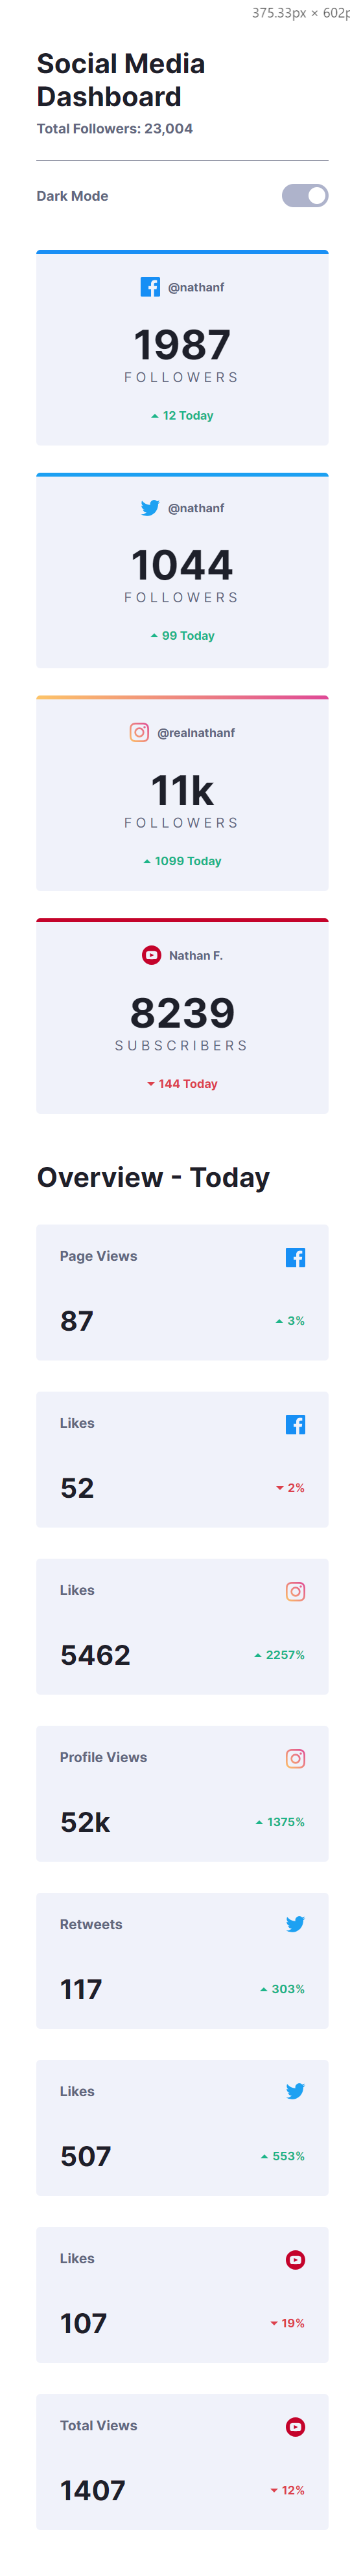 375.33px × 602p
Social Media
Dashboard
Total Followers: 23,004
Dark Mode
@nathanf
1987
FOLLOWERS
12 Today
@nathanf
1044
FOLLOWERS
99 Today
@realnathanf
11k
FOLLOWERS
1099 Today
Nathan F.
8239
SUBSCRIBERS
144 Today
Overview - Today
Page Views
87
3%
Likes
52
2%
Likes
5462
2257%
Profile Views
52k
1375%
Retweets
117
303%
Likes
507
553%
Likes
107
19%
Total Views
1407
12%